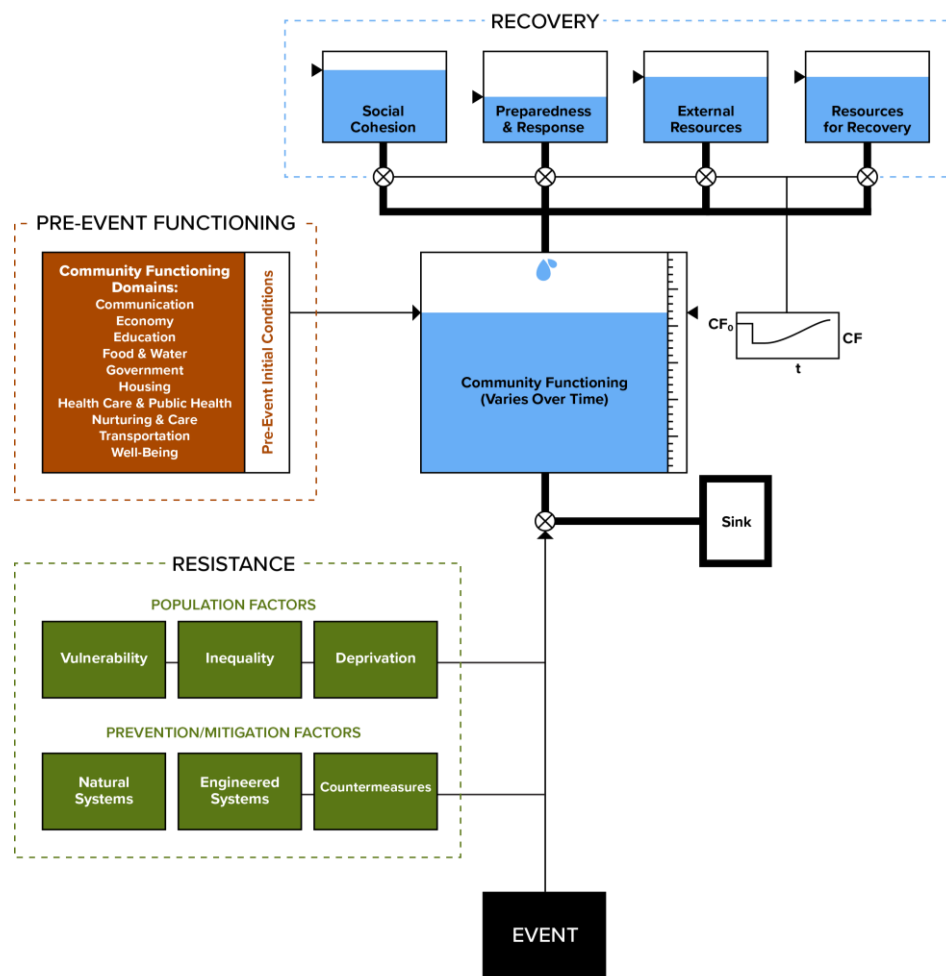 RECOVERY
Social
Cohesion
Preparedness
& Response
External
Resources
Resources
for Recovery
PRE-EVENT FUNCTIONING
Community Functioning
Domains:
Communication
Economy
Education
Food & Water
Government
Housing
Health Care & Public Health
Nurturing & Care
Transportation
Well-Being
Pre-Event Initial Conditions
Community Functioning
(Varies Over Time)
CF₀
CF
t
Sink
RESISTANCE
POPULATION FACTORS
Vulnerability
Inequality
Deprivation
PREVENTION/MITIGATION FACTORS
Natural
Systems
Engineered
Systems
Countermeasures
EVENT